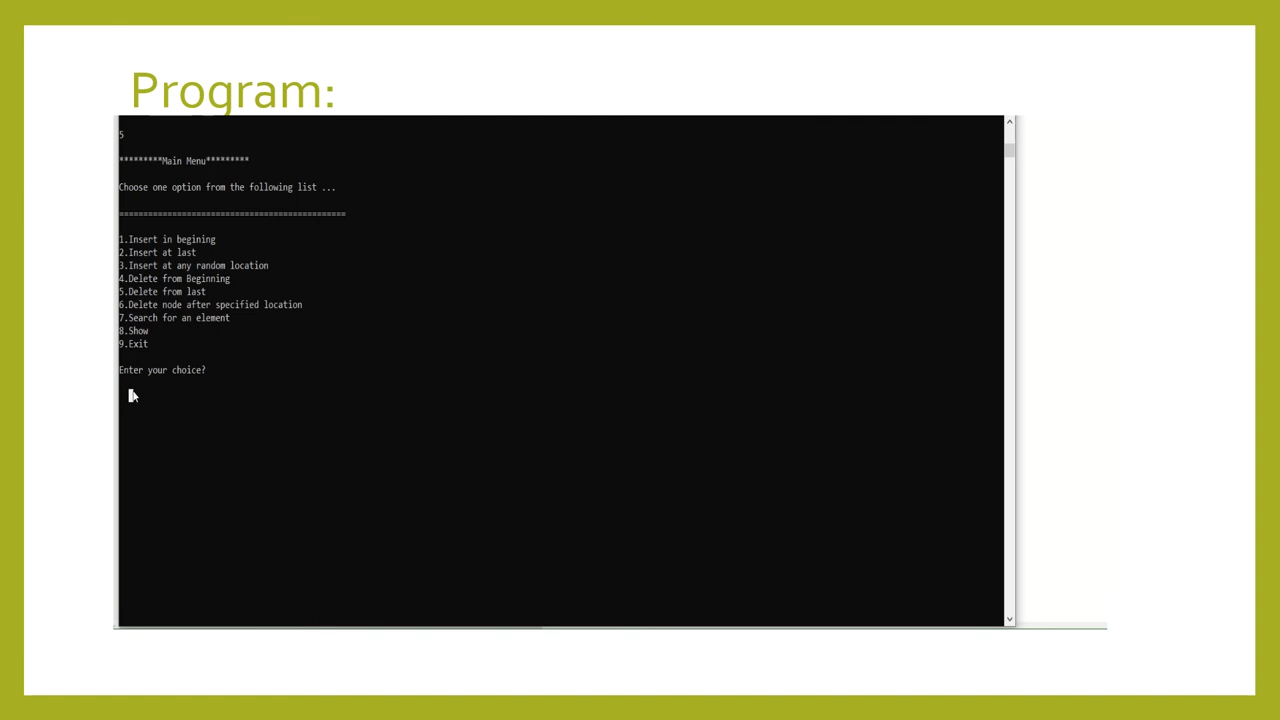 Program:
5
*********Main Menu*********
Choose one option from the following list ...
===============================================
1.Insert in begining
2.Insert at last
3.Insert at any random location
4.Delete from Beginning
5.Delete from last
6.Delete node after specified location
7.Search for an element
8.Show
9.Exit
Enter your choice?